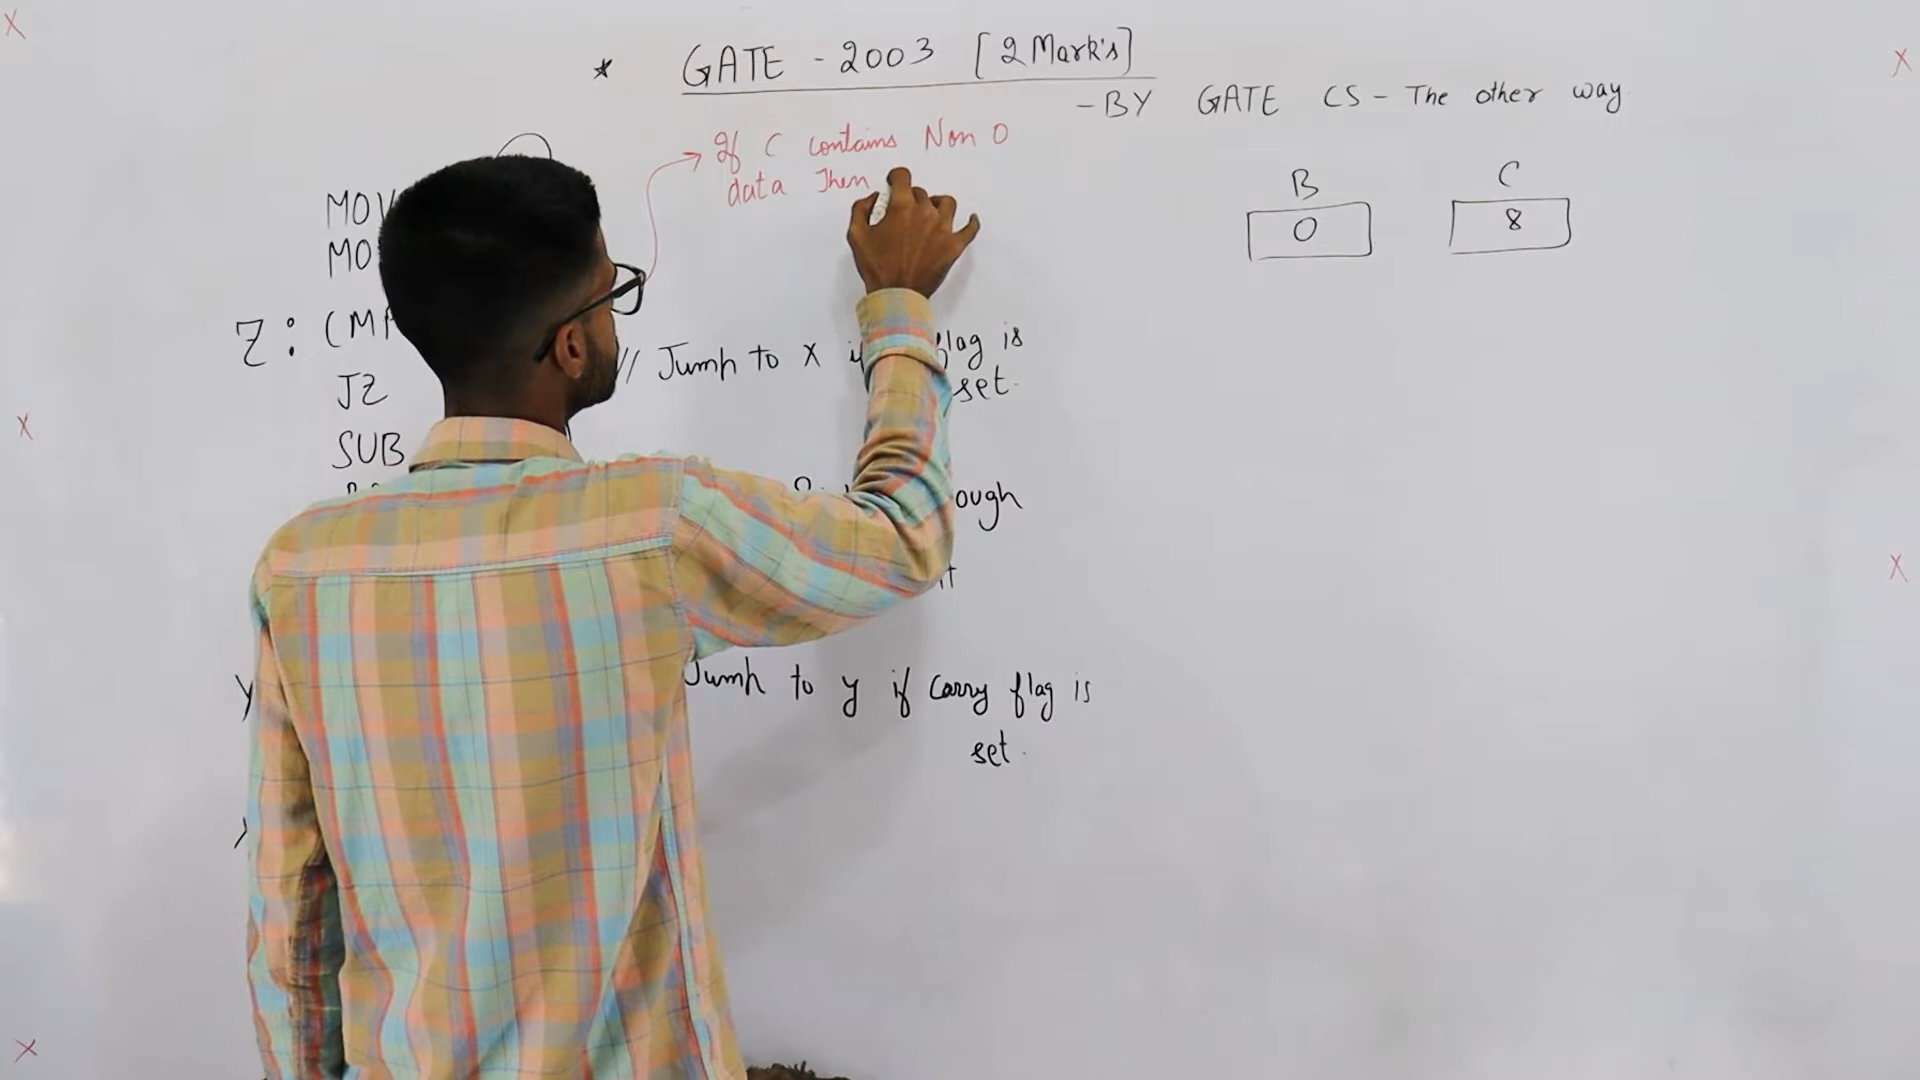 * GATE - 2003 [2 Mark's]
- BY GATE CS - The other way
If C contains Non 0
data Then
B C
0 8
MOV
MO
Z: CMP
JZ // Jump to X if flag is
set.
SUB
ough
Jump to y if carry flag is
set.